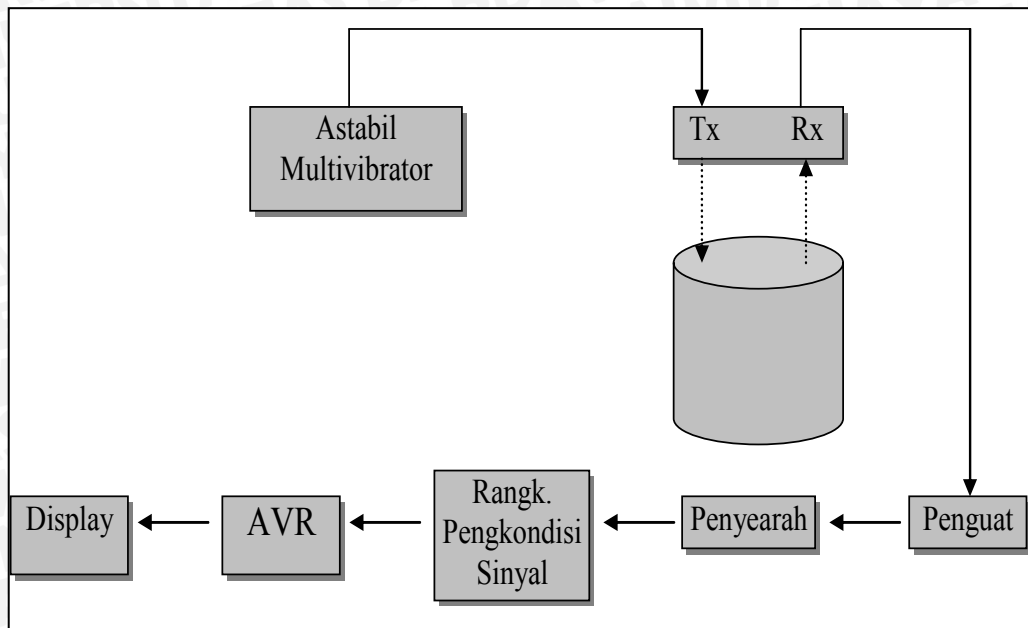 Astabil
Multivibrator
Tx Rx
Display
AVR
Rangk.
Pengkondisi
Sinyal
Penyearah
Penguat